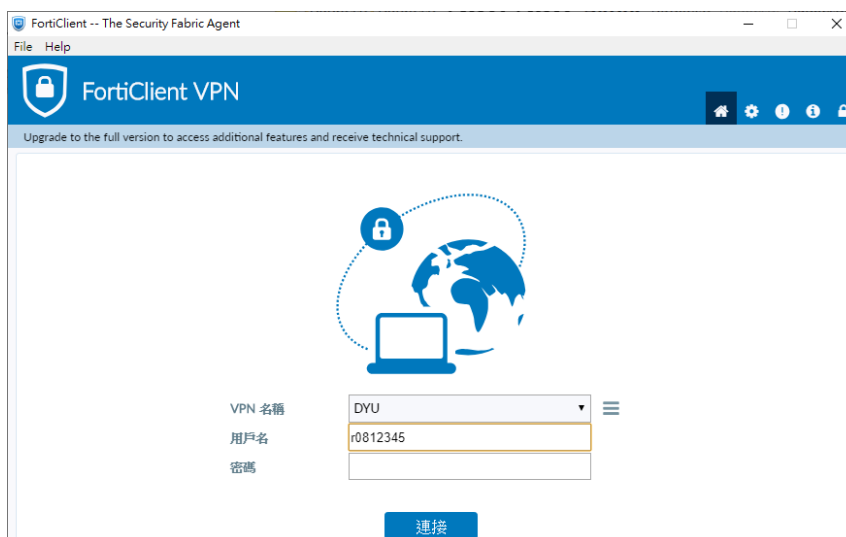 FortiClient -- The Security Fabric Agent
File Help
FortiClient VPN
Upgrade to the full version to access additional features and receive technical support.
VPN 名稱 DYU
用戶名 r0812345
密碼
連接